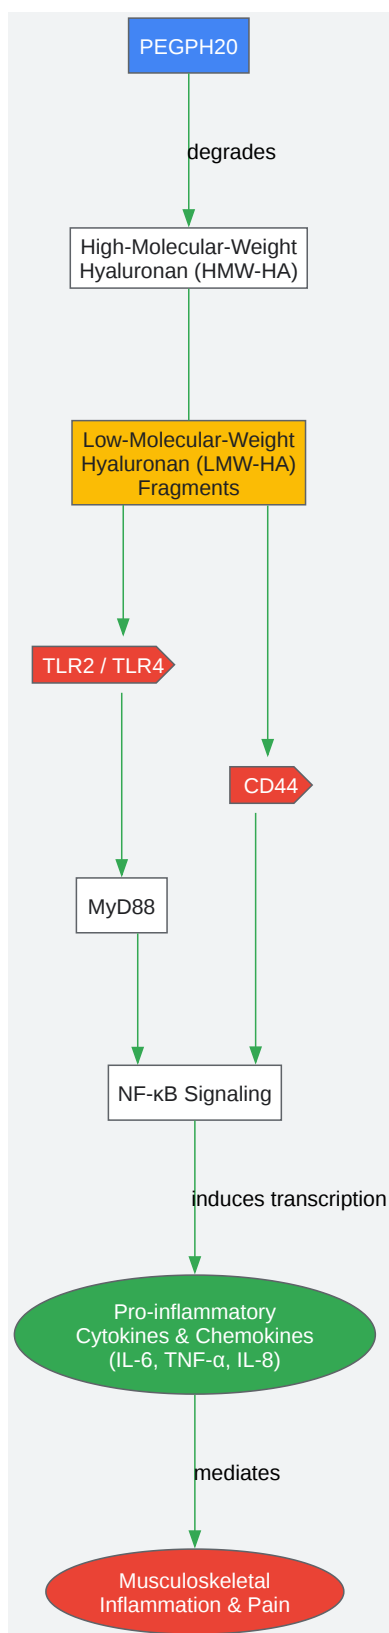 PEGPH20
degrades
High-Molecular-Weight
Hyaluronan (HMW-HA)
Low-Molecular-Weight
Hyaluronan (LMW-HA)
Fragments
TLR2 / TLR4
CD44
MyD88
NF-κB Signaling
induces transcription
Pro-inflammatory
Cytokines & Chemokines
(IL-6, TNF-α, IL-8)
mediates
Musculoskeletal
Inflammation & Pain